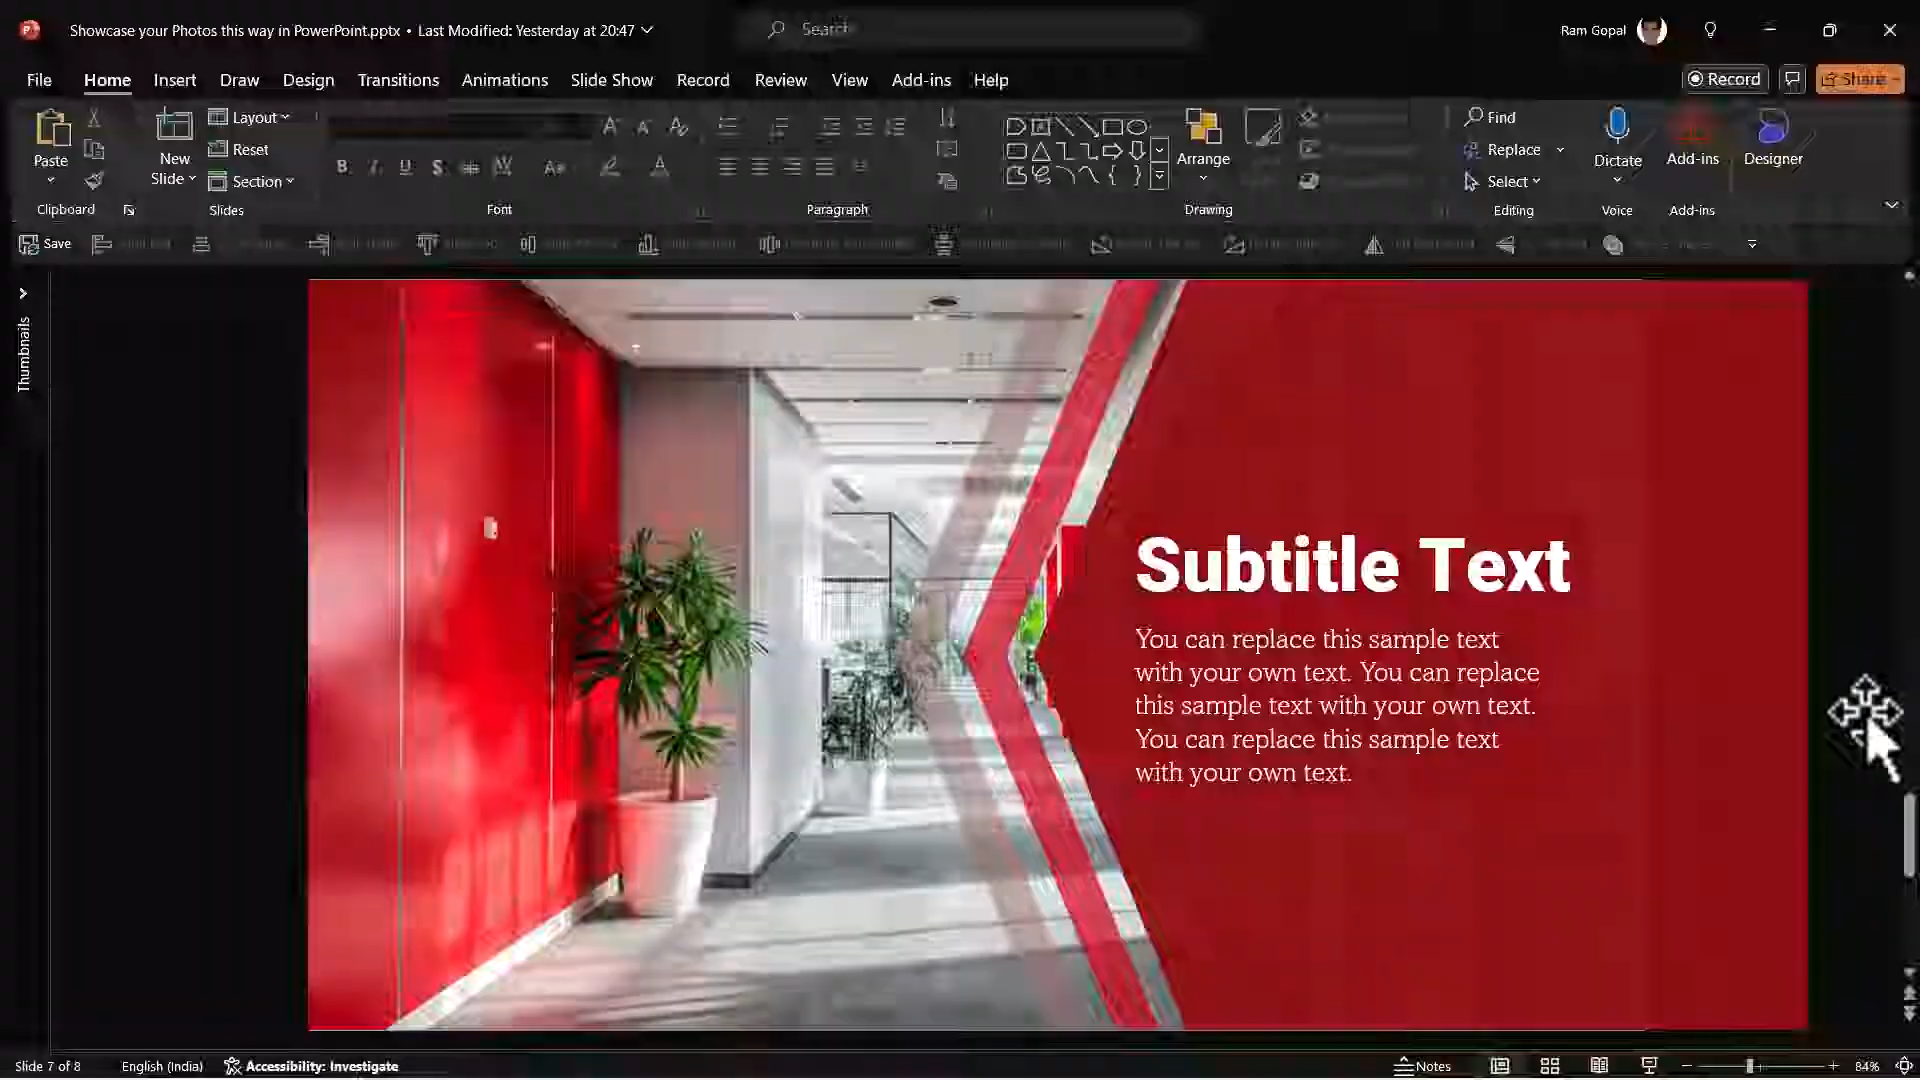 Showcase your Photos this way in PowerPoint.pptx • Last Modified: Yesterday at 20:47
Search
Ram Gopal
File Home Insert Draw Design Transitions Animations Slide Show Record Review View Add-ins Help
Record
Share
Paste
New
Slide
Layout
Reset
Section
Arrange
Find
Replace
Select
Dictate
Add-ins
Designer
Clipboard
Slides
Font
Paragraph
Drawing
Editing
Voice
Add-ins
Save
Thumbnails
Subtitle Text
You can replace this sample text
with your own text. You can replace
this sample text with your own text.
You can replace this sample text
with your own text.
Slide 7 of 8
English (India)
Accessibility: Investigate
Notes
84%